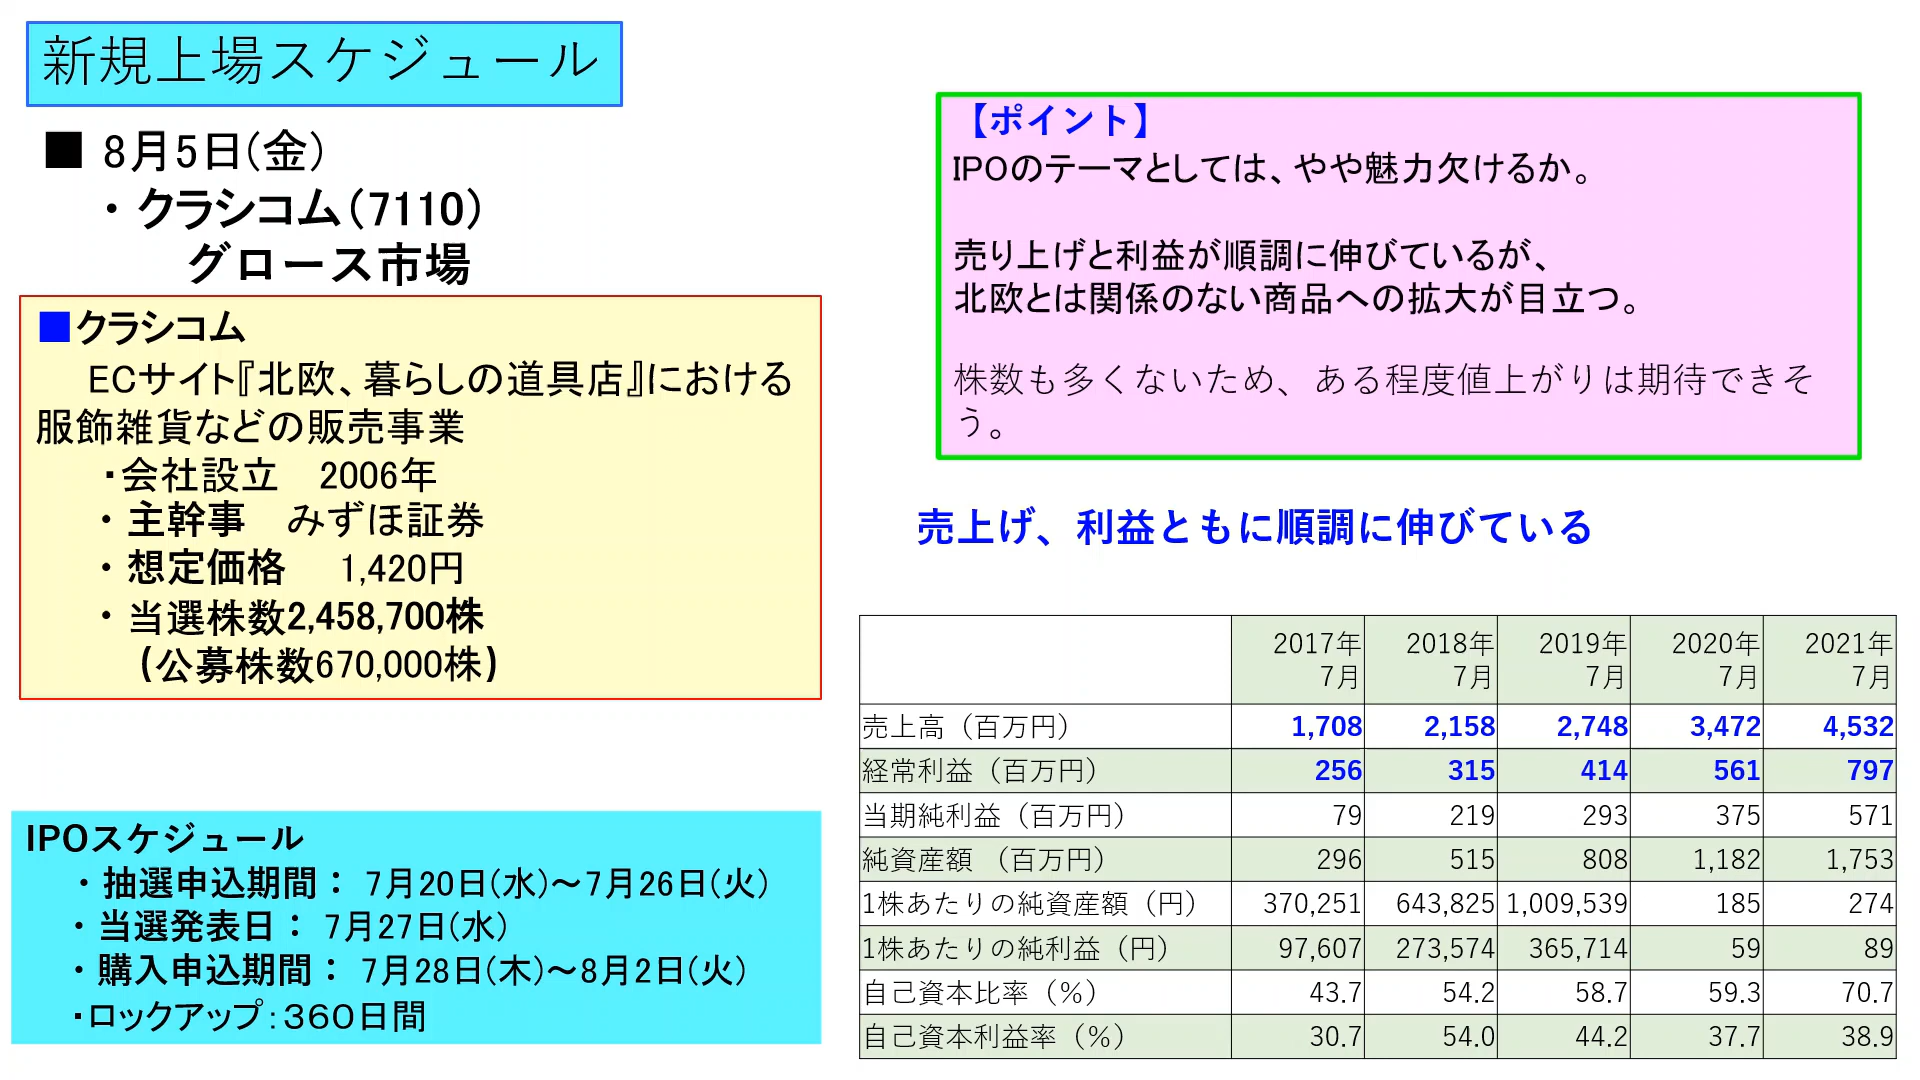 新規上場スケジュール
■ 8月5日(金)
・クラシコム（7110）
グロース市場
■クラシコム
ECサイト『北欧、暮らしの道具店』における
服飾雑貨などの販売事業
・会社設立　2006年
・主幹事　みずほ証券
・想定価格　1,420円
・当選株数2,458,700株
（公募株数670,000株）
IPOスケジュール
・抽選申込期間： 7月20日(水)～7月26日(火)
・当選発表日： 7月27日(水)
・購入申込期間： 7月28日(木)～8月2日(火)
・ロックアップ：３６０日間
【ポイント】
IPOのテーマとしては、やや魅力欠けるか。
売り上げと利益が順調に伸びているが、
北欧とは関係のない商品への拡大が目立つ。
株数も多くないため、ある程度値上がりは期待できそ
う。
売上げ、利益ともに順調に伸びている
2017年 2018年 2019年 2020年 2021年
7月 7月 7月 7月 7月
売上高（百万円） 1,708 2,158 2,748 3,472 4,532
経常利益（百万円） 256 315 414 561 797
当期純利益（百万円） 79 219 293 375 571
純資産額 （百万円） 296 515 808 1,182 1,753
1株あたりの純資産額（円） 370,251 643,825 1,009,539 185 274
1株あたりの純利益（円） 97,607 273,574 365,714 59 89
自己資本比率（％） 43.7 54.2 58.7 59.3 70.7
自己資本利益率（％） 30.7 54.0 44.2 37.7 38.9